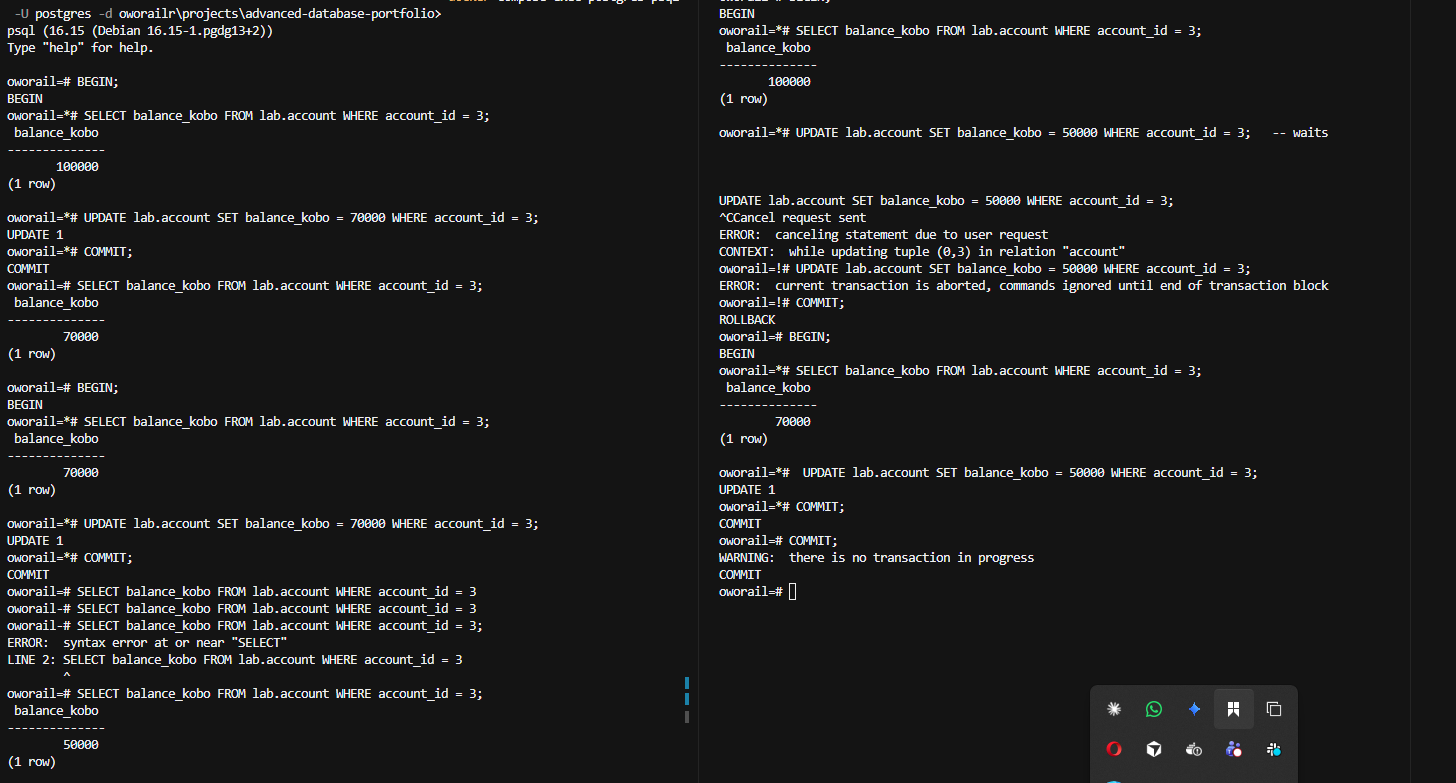 -U postgres -d oworailr\projects\advanced-database-portfolio>
psql (16.15 (Debian 16.15-1.pgdg13+2))
Type "help" for help.

oworail=# BEGIN;
BEGIN
oworail=*# SELECT balance_kobo FROM lab.account WHERE account_id = 3;
 balance_kobo
--------------
       100000
(1 row)

oworail=*# UPDATE lab.account SET balance_kobo = 70000 WHERE account_id = 3;
UPDATE 1
oworail=*# COMMIT;
COMMIT
oworail=# SELECT balance_kobo FROM lab.account WHERE account_id = 3;
 balance_kobo
--------------
        70000
(1 row)

oworail=# BEGIN;
BEGIN
oworail=*# SELECT balance_kobo FROM lab.account WHERE account_id = 3;
 balance_kobo
--------------
        70000
(1 row)

oworail=*# UPDATE lab.account SET balance_kobo = 70000 WHERE account_id = 3;
UPDATE 1
oworail=*# COMMIT;
COMMIT
oworail=# SELECT balance_kobo FROM lab.account WHERE account_id = 3
oworail-# SELECT balance_kobo FROM lab.account WHERE account_id = 3
oworail-# SELECT balance_kobo FROM lab.account WHERE account_id = 3;
ERROR:  syntax error at or near "SELECT"
LINE 2: SELECT balance_kobo FROM lab.account WHERE account_id = 3
        ^
oworail=# SELECT balance_kobo FROM lab.account WHERE account_id = 3;
 balance_kobo
--------------
        50000
(1 row)

BEGIN
oworail=*# SELECT balance_kobo FROM lab.account WHERE account_id = 3;
 balance_kobo
--------------
       100000
(1 row)

oworail=*# UPDATE lab.account SET balance_kobo = 50000 WHERE account_id = 3;   -- waits

UPDATE lab.account SET balance_kobo = 50000 WHERE account_id = 3;
^CCancel request sent
ERROR:  canceling statement due to user request
CONTEXT:  while updating tuple (0,3) in relation "account"
oworail=!# UPDATE lab.account SET balance_kobo = 50000 WHERE account_id = 3;
ERROR:  current transaction is aborted, commands ignored until end of transaction block
oworail=!# COMMIT;
ROLLBACK
oworail=# BEGIN;
BEGIN
oworail=*# SELECT balance_kobo FROM lab.account WHERE account_id = 3;
 balance_kobo
--------------
        70000
(1 row)

oworail=*#  UPDATE lab.account SET balance_kobo = 50000 WHERE account_id = 3;
UPDATE 1
oworail=*# COMMIT;
COMMIT
oworail=# COMMIT;
WARNING:  there is no transaction in progress
COMMIT
oworail=#